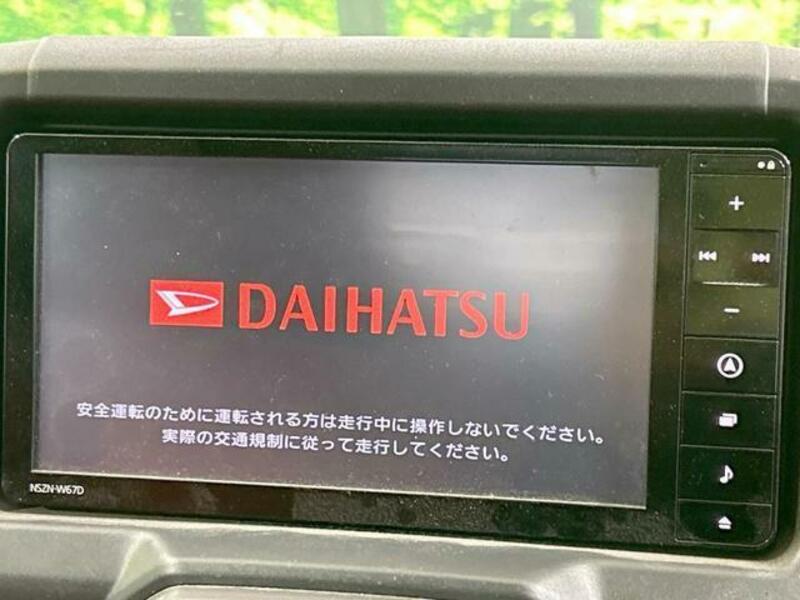 DAIHATSU
安全運転のために運転される方は走行中に操作しないでください。
実際の交通規制に従って走行してください。
NSZN-W67D